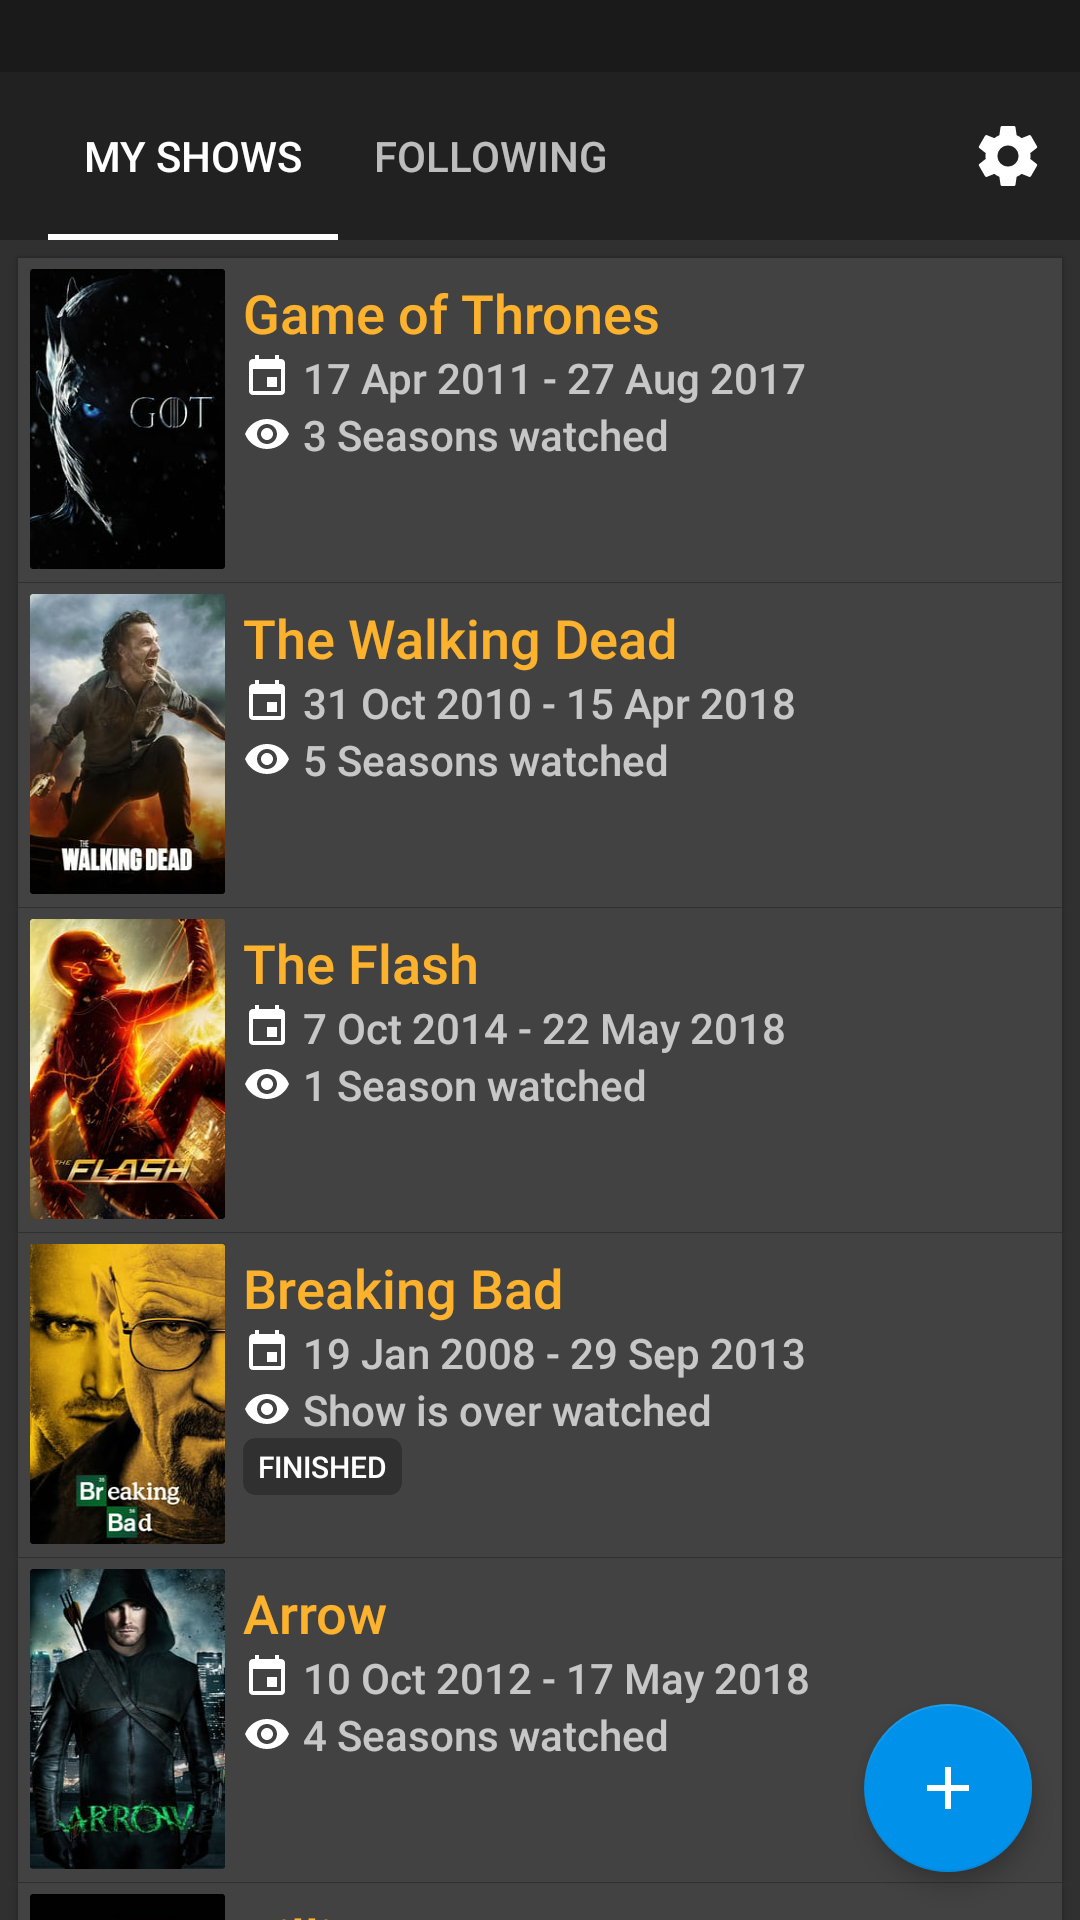 MY SHOWS FOLLOWING
GOT
Game of Thrones
17 Apr 2011 - 27 Aug 2017
3 Seasons watched
THE
WALKING DEAD
The Walking Dead
31 Oct 2010 - 15 Apr 2018
5 Seasons watched
THE
FLASH
The Flash
7 Oct 2014 - 22 May 2018
1 Season watched
Breaking
Bad
Breaking Bad
19 Jan 2008 - 29 Sep 2013
Show is over watched
FINISHED
ARROW
Arrow
10 Oct 2012 - 17 May 2018
4 Seasons watched